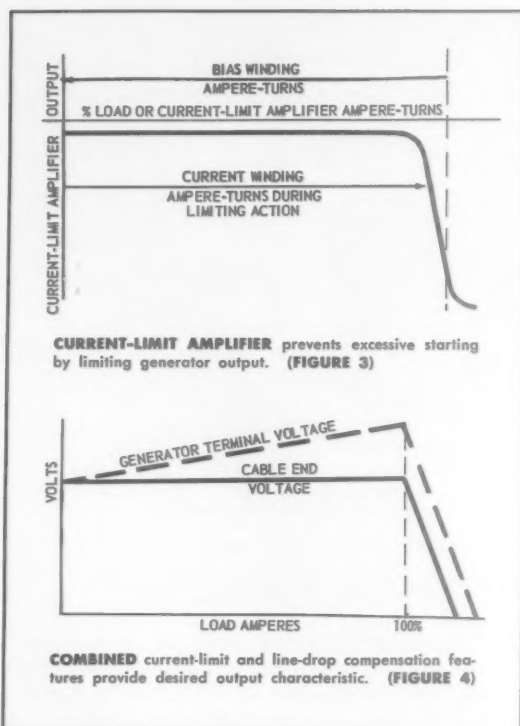 BIAS WINDING
AMPERE-TURNS
% LOAD OR CURRENT-LIMIT AMPLIFIER AMPERE-TURNS
CURRENT-LIMIT AMPLIFIER OUTPUT
CURRENT WINDING
AMPERE-TURNS DURING
LIMITING ACTION
CURRENT-LIMIT AMPLIFIER prevents excessive starting
by limiting generator output. (FIGURE 3)
GENERATOR TERMINAL VOLTAGE
CABLE END
VOLTAGE
VOLTS
LOAD AMPERES
100%
COMBINED current-limit and line-drop compensation fea-
tures provide desired output characteristic. (FIGURE 4)